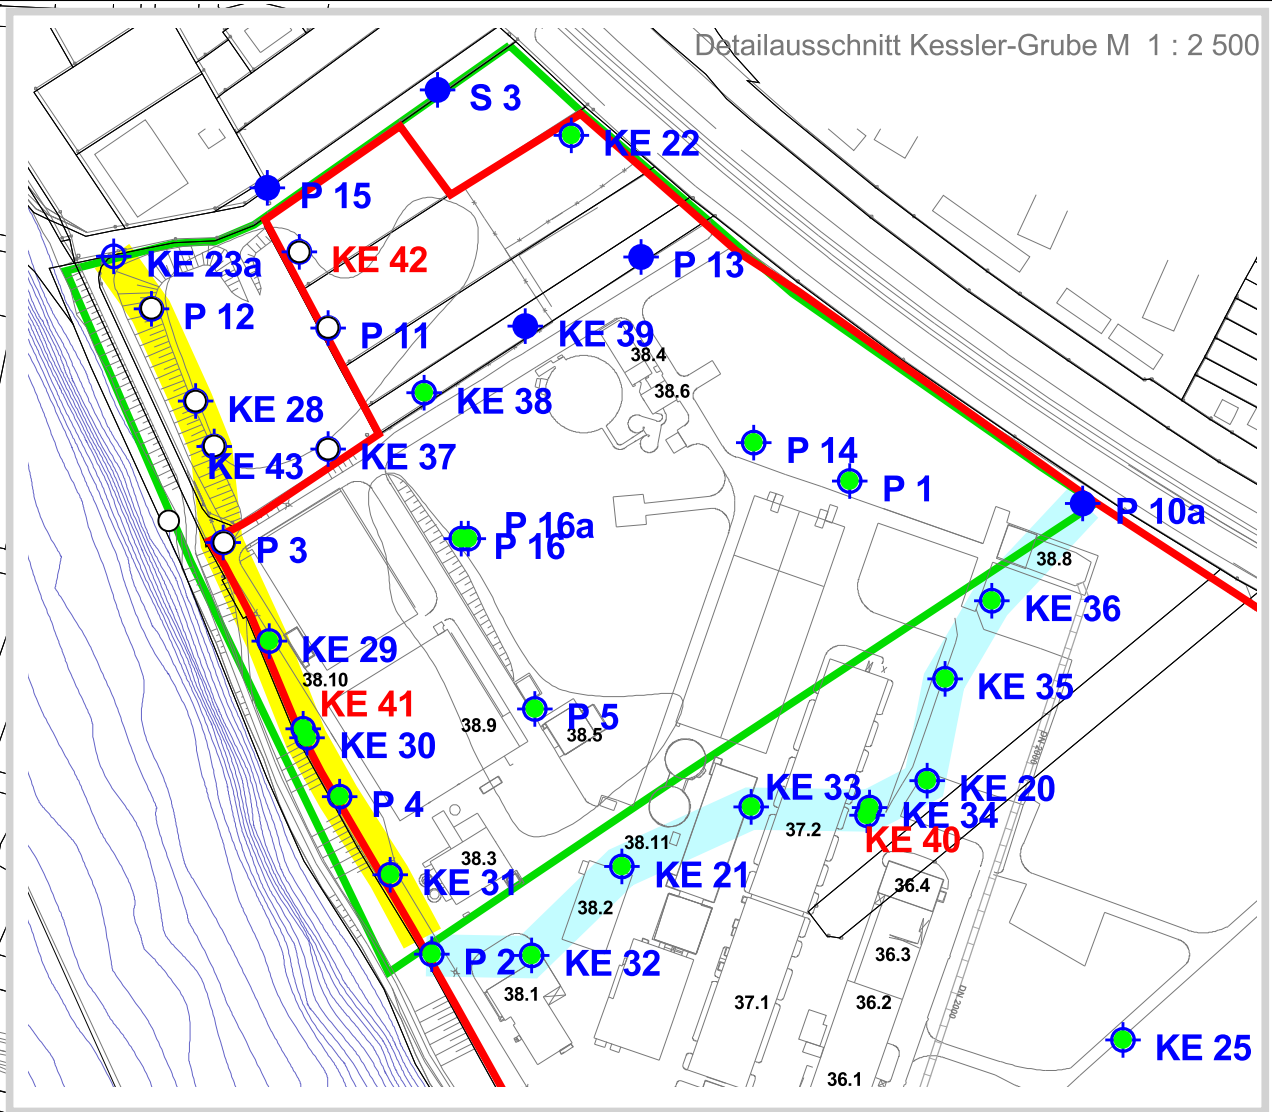 Detailausschnitt Kessler-Grube M  1 : 2 500
S 3
KE 22
P 15
KE 42
KE 23a
P 13
P 12
P 11
KE 39
38.4
38.6
KE 28
KE 38
P 14
KE 43
KE 37
P 1
P 16a
P 10a
P 16
P 3
38.8
KE 36
KE 29
38.10
KE 35
KE 41
P 5
38.9
38.5
KE 30
DN 2000
KE 33
KE 20
P 4
KE 34
37.2
KE 40
38.11
38.3
KE 31
KE 21
36.4
38.2
P 2
KE 32
36.3
38.1
37.1
36.2
DN 2000
KE 25
36.1